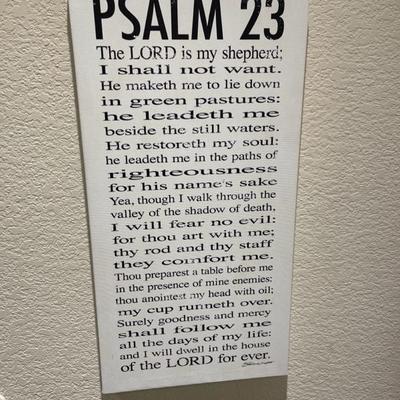 PSALM 23
The LORD is my shepherd;
I shall not want.
He maketh me to lie down
in green pastures:
he leadeth me
beside the still waters.
He restoreth my soul:
he leadeth me in the paths of
righteousness
for his name's sake
Yea, though I walk through the
valley of the shadow of death,
I will fear no evil:
for thou art with me;
thy rod and thy staff
they comfort me.
Thou preparest a table before me
in the presence of mine enemies:
thou anointest my head with oil;
my cup runneth over.
Surely goodness and mercy
shall follow me
all the days of my life:
and I will dwell in the house
of the LORD for ever.